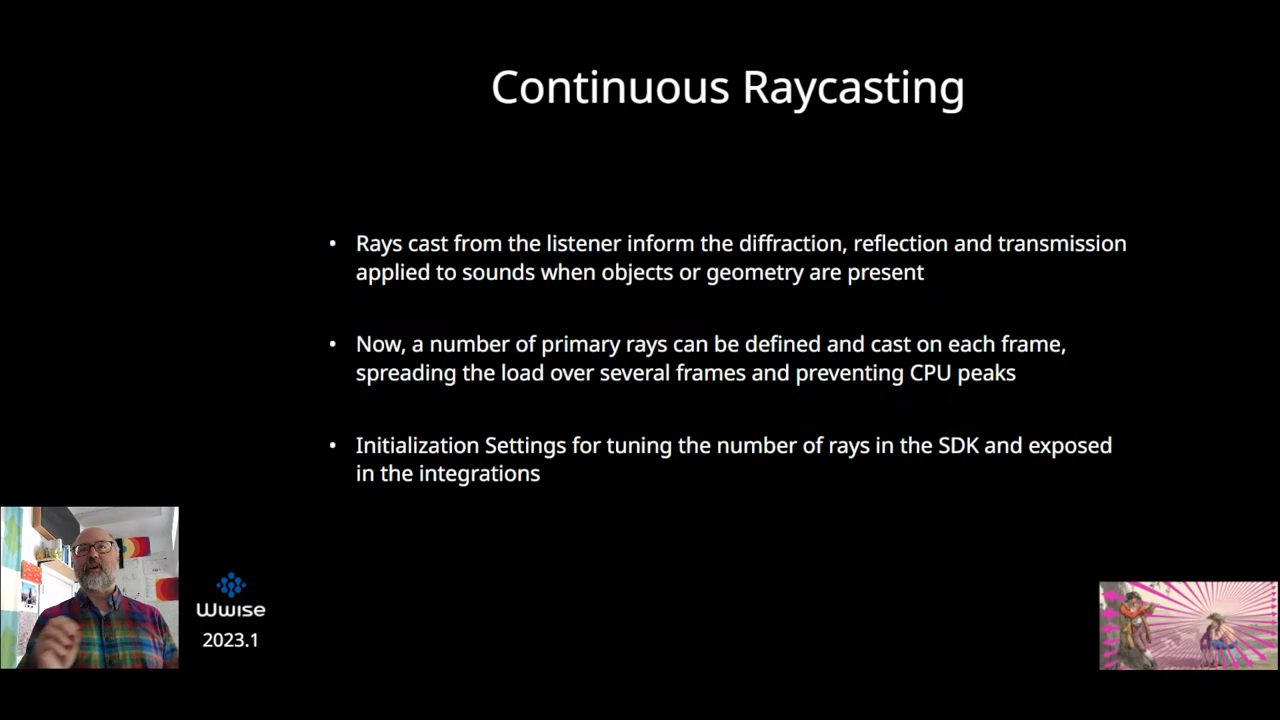 Continuous Raycasting
• Rays cast from the listener inform the diffraction, reflection and transmission
applied to sounds when objects or geometry are present
• Now, a number of primary rays can be defined and cast on each frame,
spreading the load over several frames and preventing CPU peaks
• Initialization Settings for tuning the number of rays in the SDK and exposed
in the integrations
Wwise
2023.1